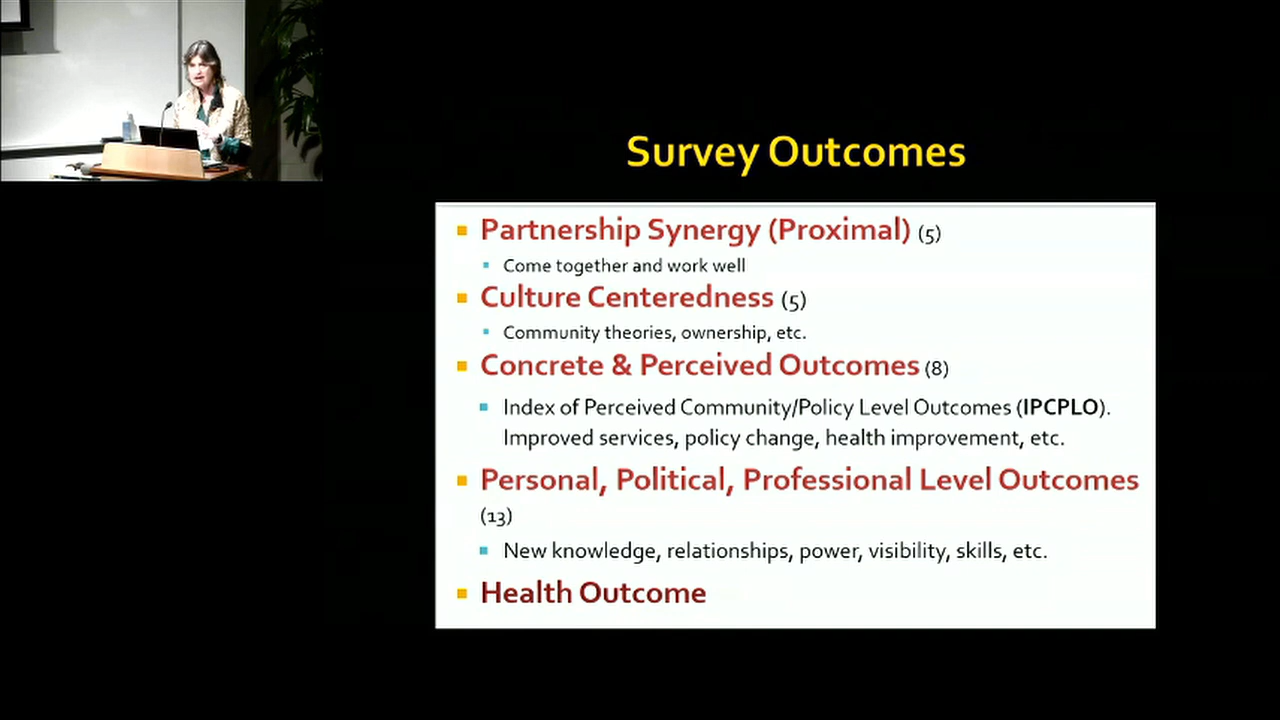 Survey Outcomes
Partnership Synergy (Proximal) (5)
Come together and work well
Culture Centeredness (5)
Community theories, ownership, etc.
Concrete & Perceived Outcomes (8)
Index of Perceived Community/Policy Level Outcomes (IPCPLO).
Improved services, policy change, health improvement, etc.
Personal, Political, Professional Level Outcomes
(13)
New knowledge, relationships, power, visibility, skills, etc.
Health Outcome